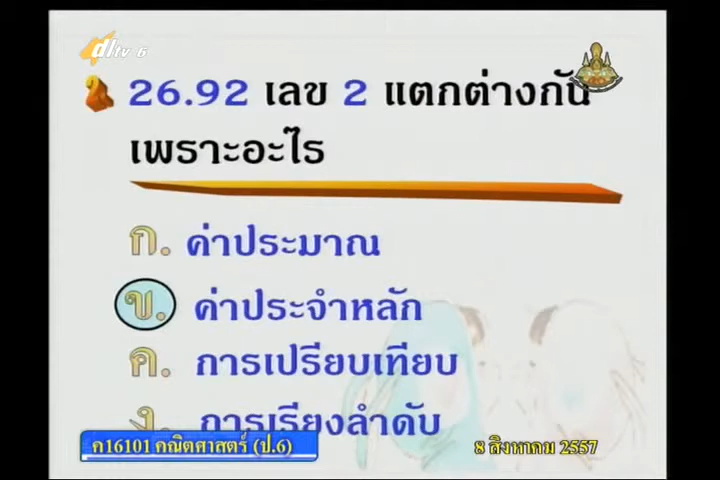 dltv-6
26.92 เลข 2 แตกต่างกัน
เพราะอะไร
ก. ค่าประมาณ
ข. ค่าประจำหลัก
ค. การเปรียบเทียบ
ง. การเรียงลำดับ
ค16101 คณิตศาสตร์ (ป.6)
8 สิงหาคม 2557